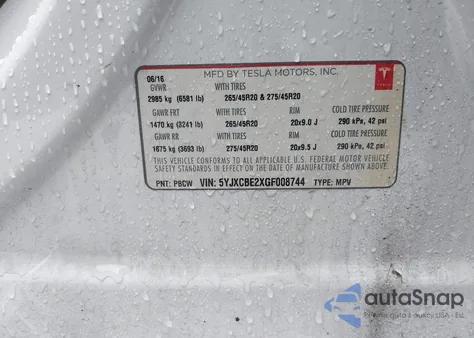 MFD BY TESLA MOTORS, INC.
06/16
GVWR WITH TIRES
2985 kg (6581 lb) 265/45R20 & 275/45R20
GAWR FRT WITH TIRES RIM COLD TIRE PRESSURE
1470 kg (3241 lb) 265/45R20 20x9.0 J 290 kPa, 42 psi
GAWR RR WITH TIRES RIM COLD TIRE PRESSURE
1675 kg (3693 lb) 275/45R20 20x9.5 J 290 kPa, 42 psi
THIS VEHICLE CONFORMS TO ALL APPLICABLE U.S. FEDERAL MOTOR VEHICLE
SAFETY STANDARDS IN EFFECT ON THE DATE OF MANUFACTURE SHOWN ABOVE.
PNT: PBCW VIN: 5YJXCBE2XGF008744 TYPE: MPV
autoSnap